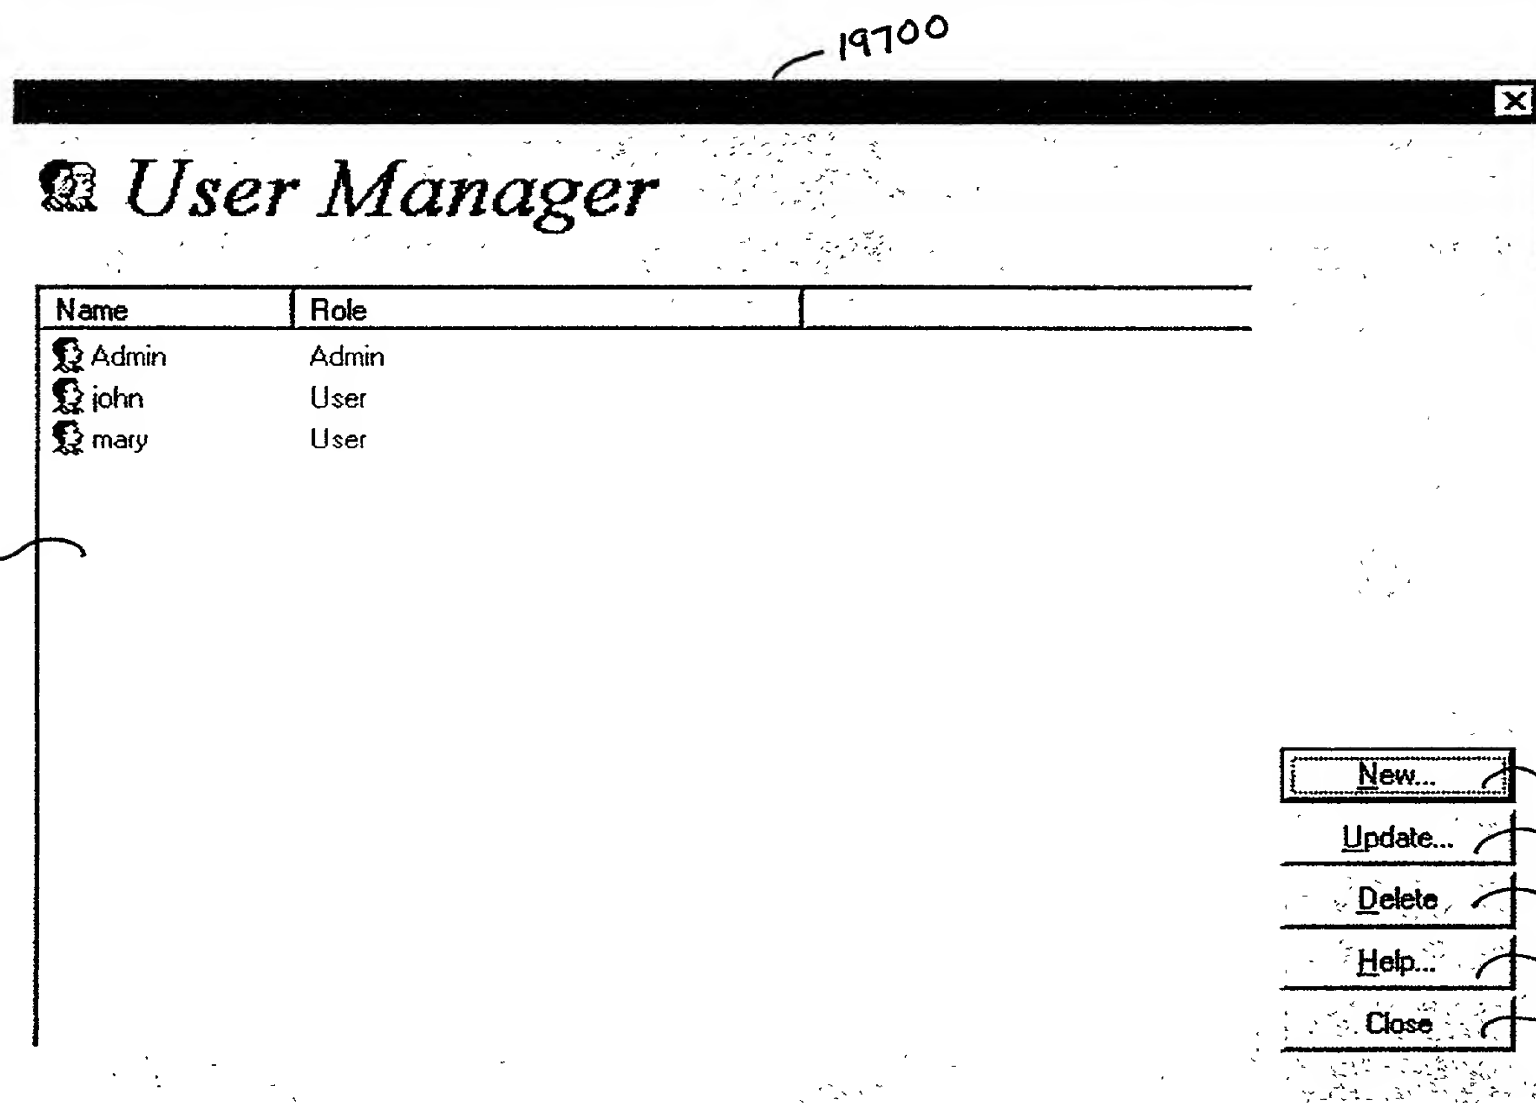 19700
User Manager
Name Role
Admin Admin
john User
mary User
New...
Update...
Delete
Help...
Close